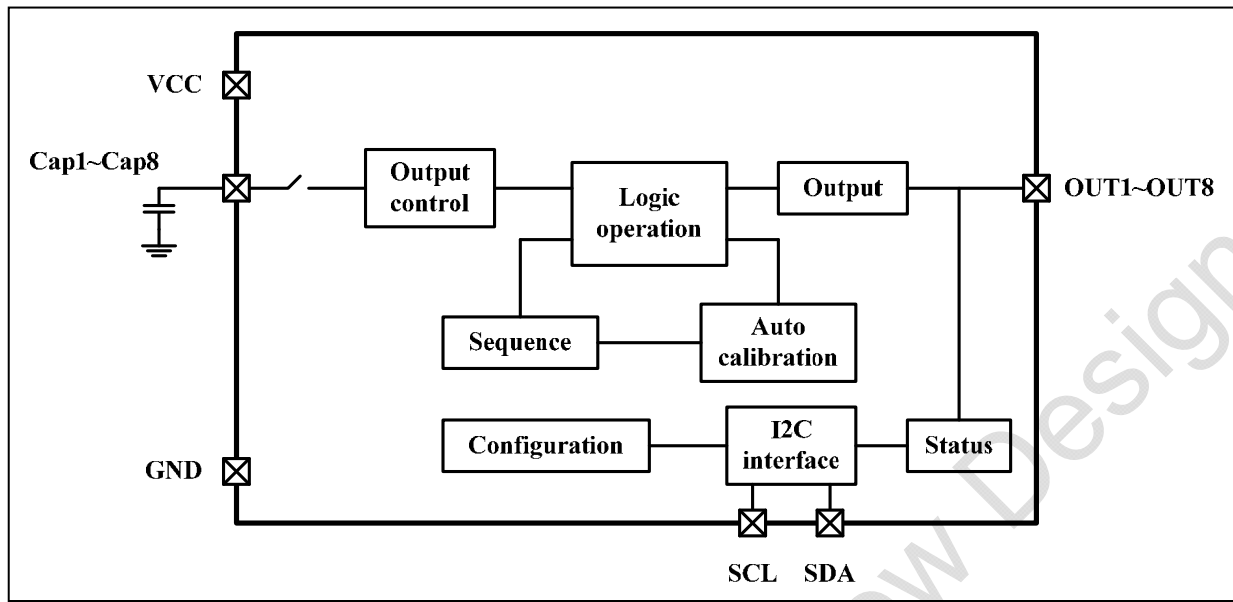 VCC
Cap1~Cap8
Output
control
Logic
operation
Output
OUT1~OUT8
Sequence
Auto
calibration
Configuration
I2C
interface
Status
GND
SCL
SDA
Design